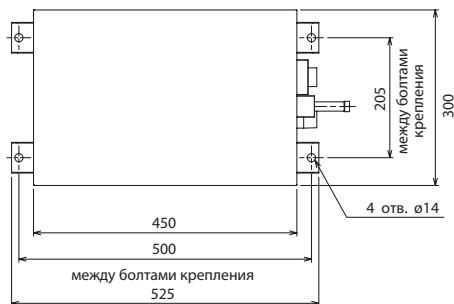 205
между болтами
крепления
300
4 отв. ø14
450
500
между болтами крепления
525